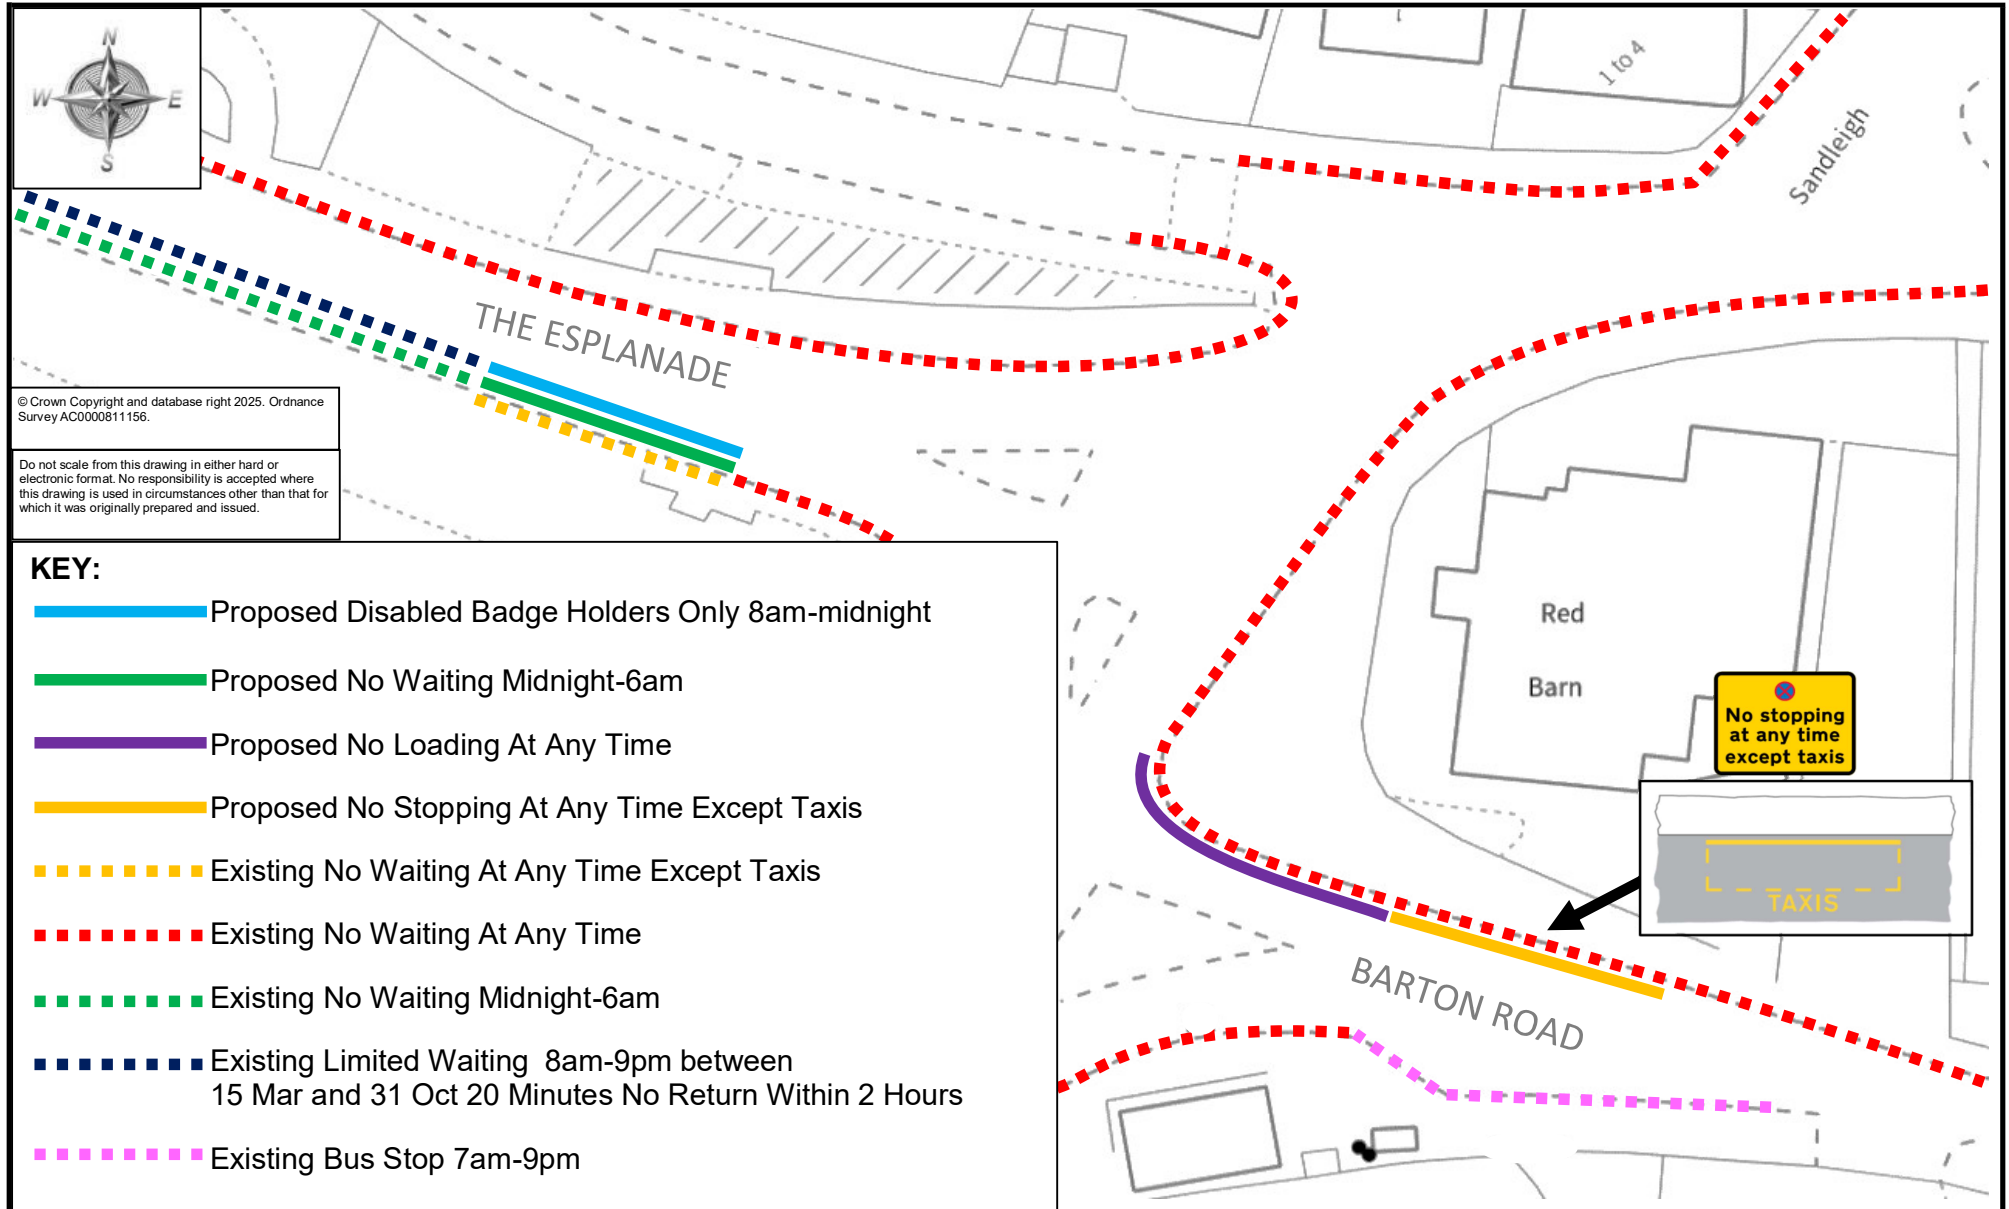 N
W
E
S
1 to 4
Sandleigh
THE ESPLANADE
© Crown Copyright and database right 2025. Ordnance
Survey AC0000811156.
Do not scale from this drawing in either hard or
electronic format. No responsibility is accepted where
this drawing is used in circumstances other than that for
which it was originally prepared and issued.
KEY:
Proposed Disabled Badge Holders Only 8am-midnight
Proposed No Waiting Midnight-6am
Proposed No Loading At Any Time
Proposed No Stopping At Any Time Except Taxis
Existing No Waiting At Any Time Except Taxis
Existing No Waiting At Any Time
Existing No Waiting Midnight-6am
Existing Limited Waiting 8am-9pm between
15 Mar and 31 Oct 20 Minutes No Return Within 2 Hours
Existing Bus Stop 7am-9pm
Red
Barn
No stopping
at any time
except taxis
TAXIS
BARTON ROAD